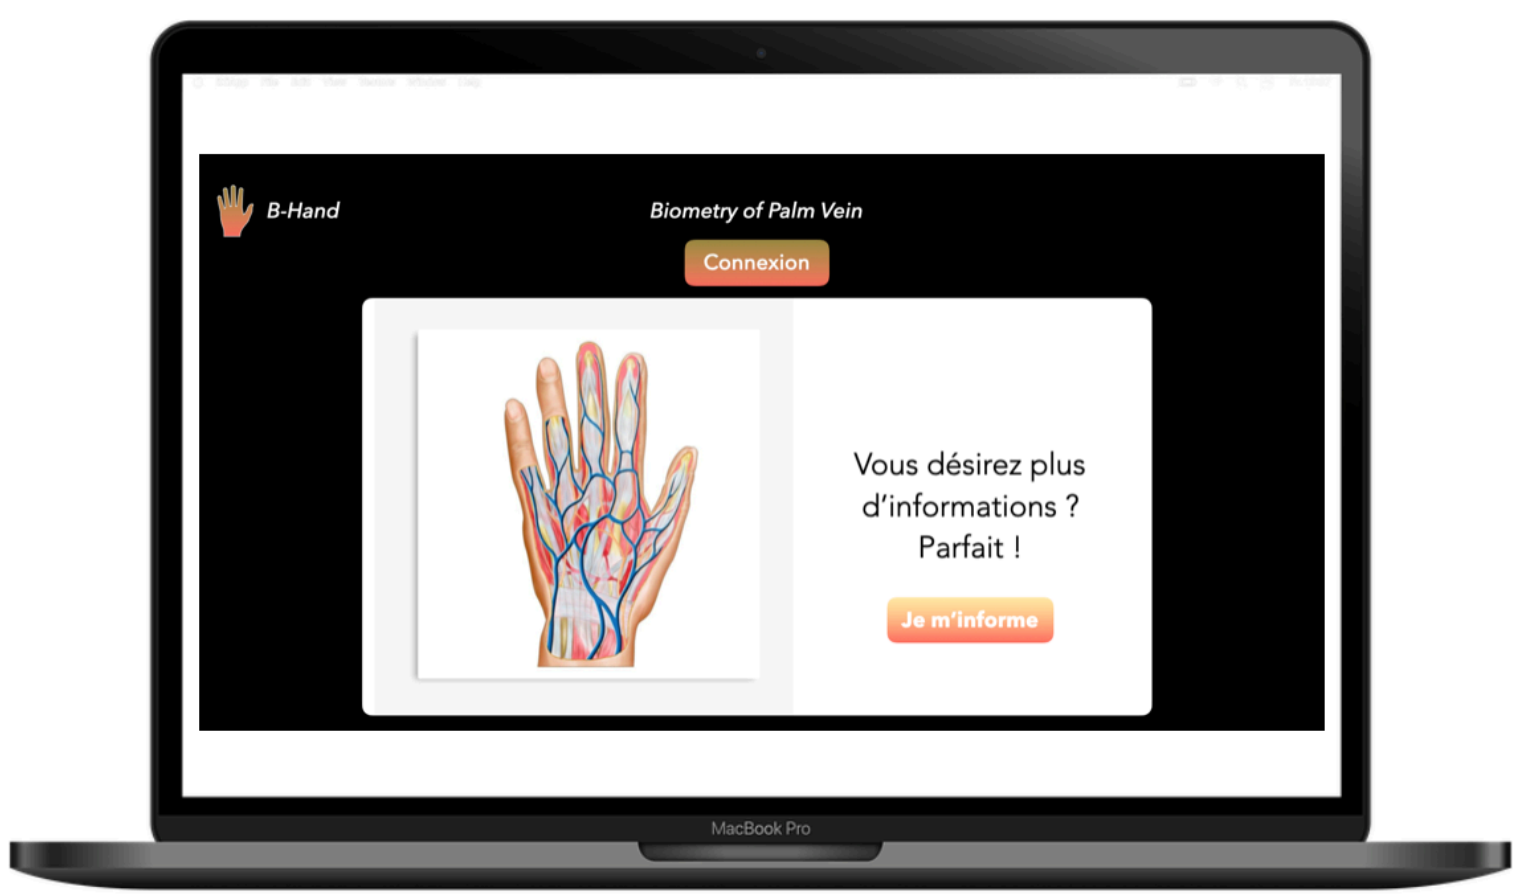 B-Hand
Biometry of Palm Vein
Connexion
Vous désirez plus
d’informations ?
Parfait !
Je m’informe
MacBook Pro